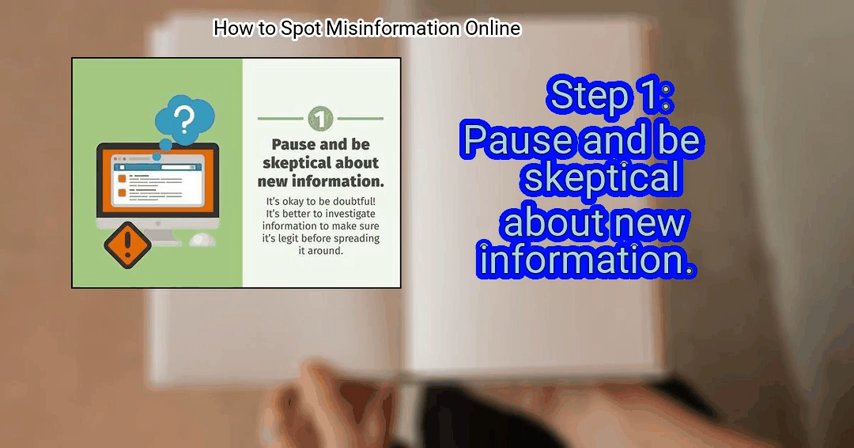 How to Spot Misinformation Online
1
Pause and be
skeptical about
new information.
It's okay to be doubtful!
It's better to investigate
information to make sure
it's legit before spreading
it around.
Step 1:
Pause and be
skeptical
about new
information.